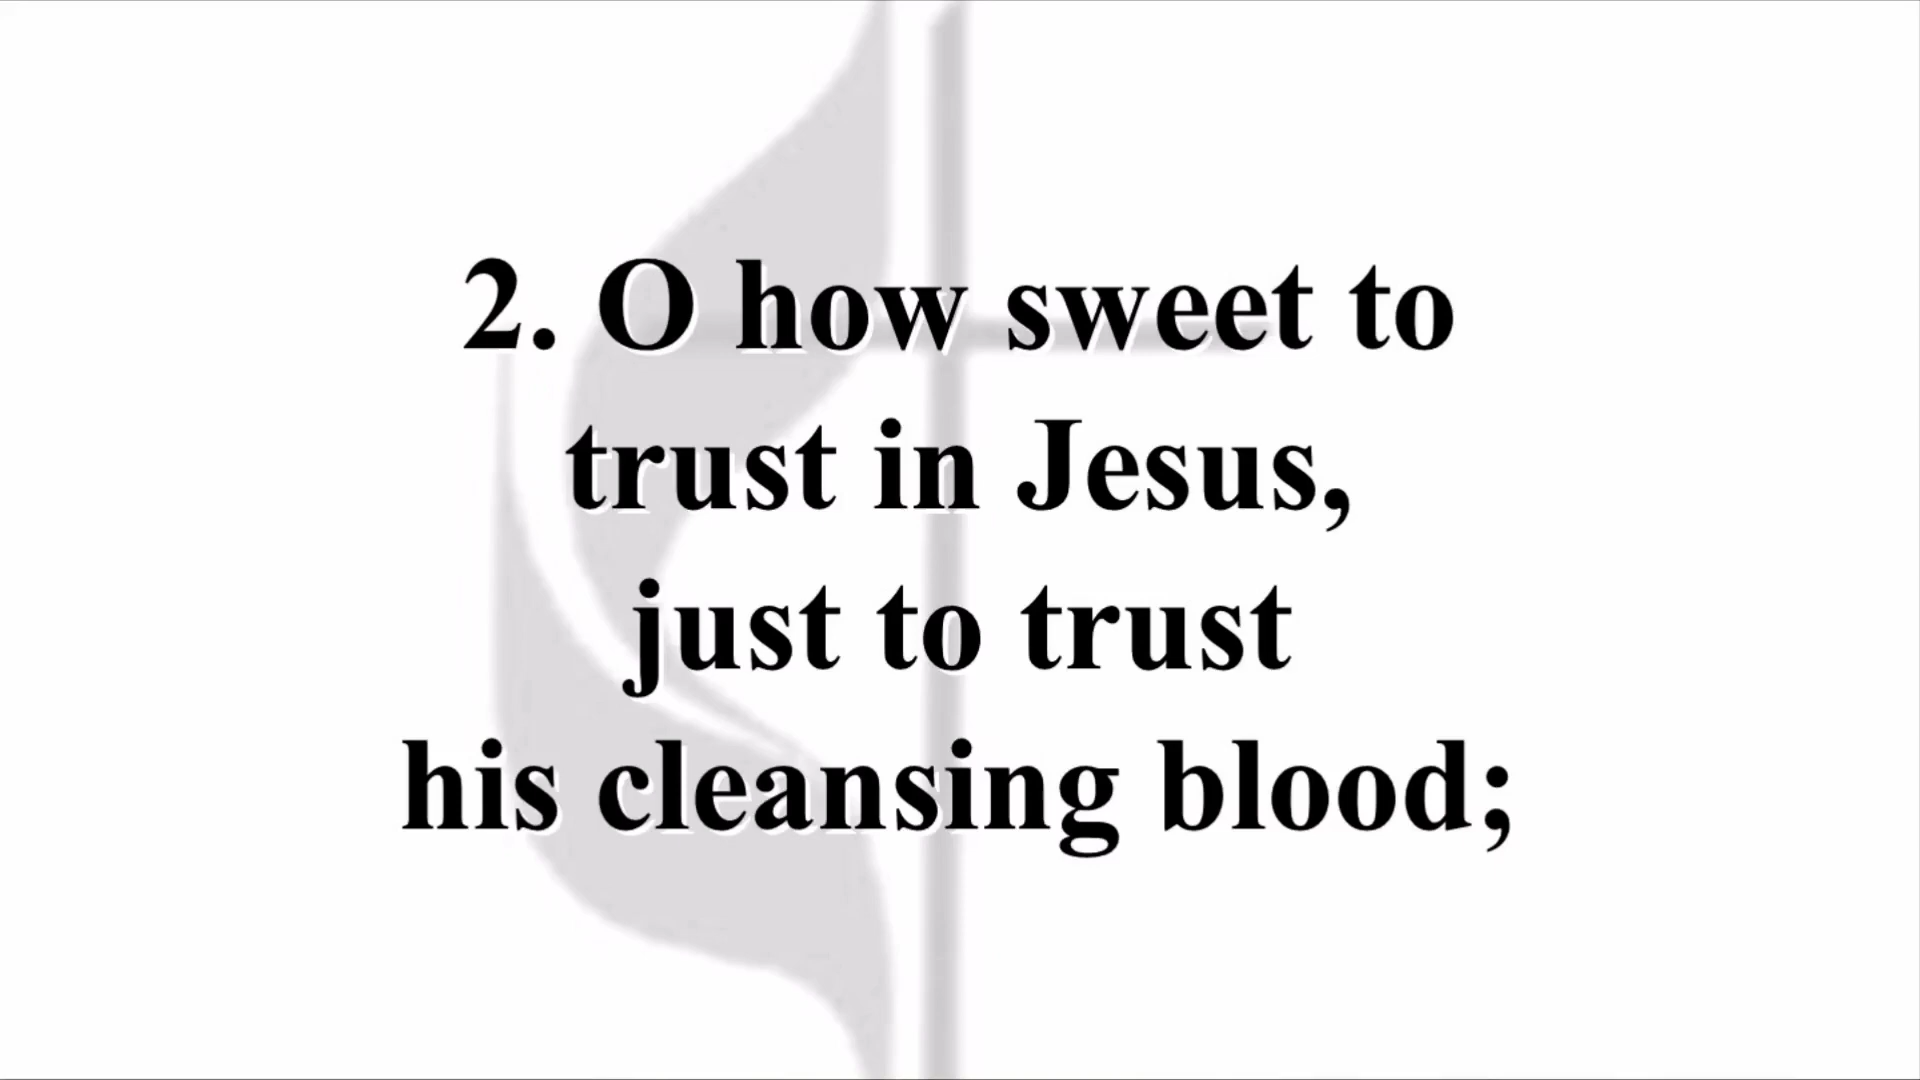 2. O how sweet to
trust in Jesus,
just to trust
his cleansing blood;